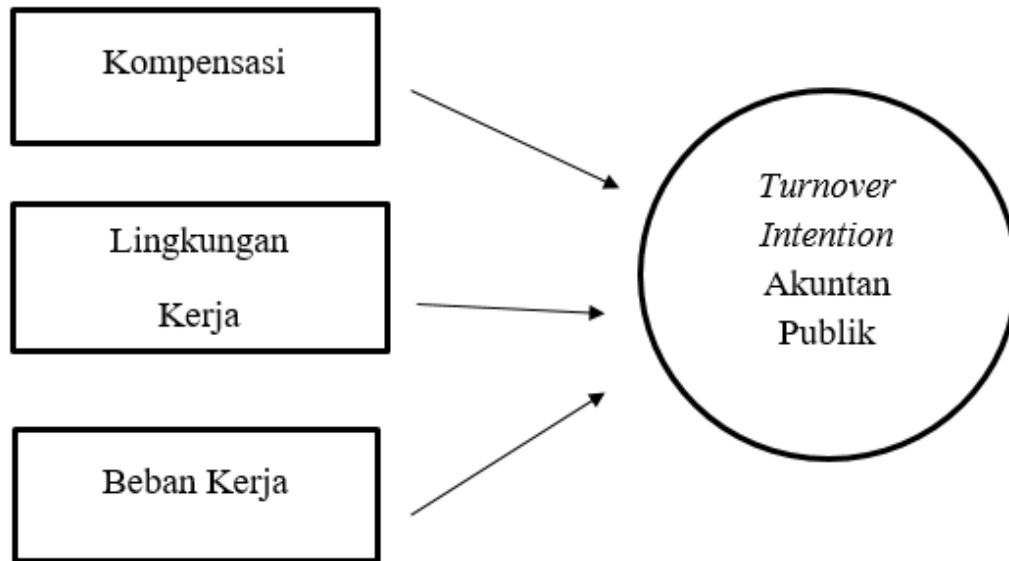 Kompensasi
Lingkungan
Kerja
Beban Kerja
Turnover
Intention
Akuntan
Publik